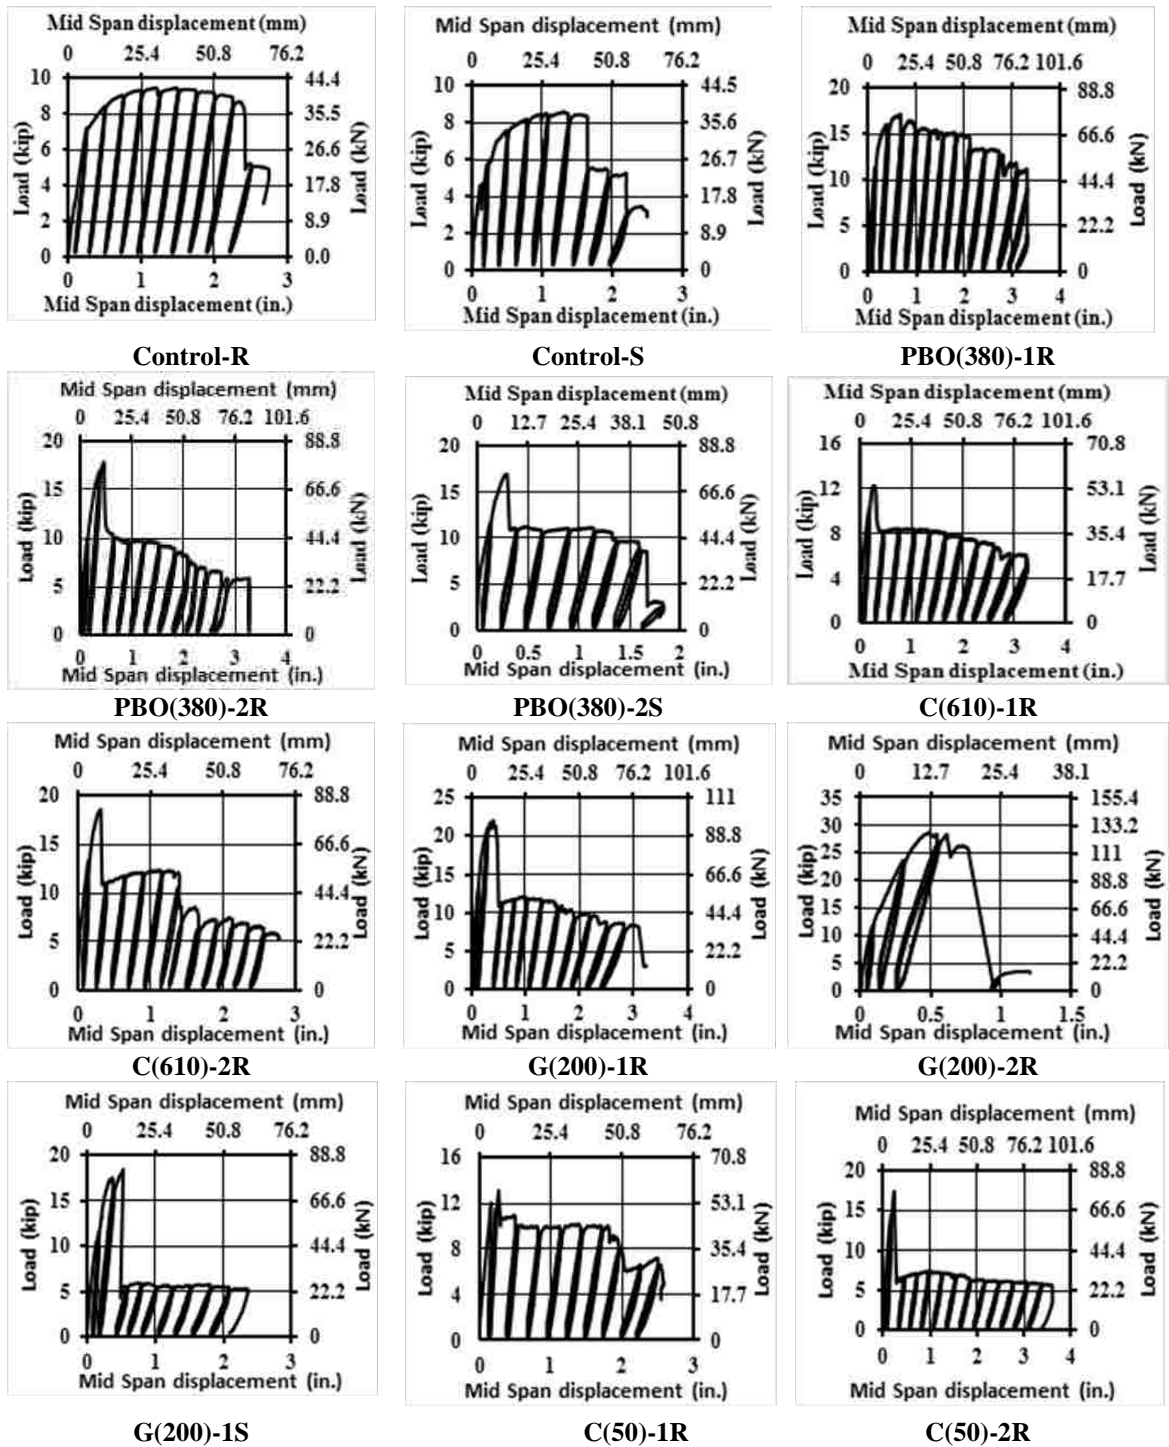 Mid Span displacement (mm)
0 25.4 50.8 76.2
10 44.4
8 35.5
6 26.6
4 17.8
2 8.9
0 0.0
Load (kip)
Load (kN)
0 1 2 3
Mid Span displacement (in.)
Control-R
Mid Span displacement (mm)
0 25.4 50.8 76.2
10 44.5
8 35.6
6 26.7
4 17.8
2 8.9
0 0
Load (kip)
Load (kN)
0 1 2 3
Mid Span displacement (in.)
Control-S
Mid Span displacement (mm)
0 25.4 50.8 76.2 101.6
20 88.8
15 66.6
10 44.4
5 22.2
0 0
Load (kip)
Load (kN)
0 1 2 3 4
Mid Span displacement (in.)
PBO(380)-1R
Mid Span displacement (mm)
0 25.4 50.8 76.2 101.6
20 88.8
15 66.6
10 44.4
5 22.2
0 0
Load (kip)
Load (kN)
0 1 2 3 4
Mid Span displacement (in.)
PBO(380)-2R
Mid Span displacement (mm)
0 12.7 25.4 38.1 50.8
20 88.8
15 66.6
10 44.4
5 22.2
0 0
Load (kip)
Load (kN)
0 0.5 1 1.5 2
Mid Span displacement (in.)
PBO(380)-2S
Mid Span displacement (mm)
0 25.4 50.8 76.2 101.6
16 70.8
12 53.1
8 35.4
4 17.7
0 0
Load (kip)
Load (kN)
0 1 2 3 4
Mid Span displacement (in.)
C(610)-1R
Mid Span displacement (mm)
0 25.4 50.8 76.2
20 88.8
15 66.6
10 44.4
5 22.2
0 0
Load (kip)
Load (kN)
0 1 2 3
Mid Span displacement (in.)
C(610)-2R
Mid Span displacement (mm)
0 25.4 50.8 76.2 101.6
25 111
20 88.8
15 66.6
10 44.4
5 22.2
0 0
Load (kip)
Load (kN)
0 1 2 3 4
Mid Span displacement (in.)
G(200)-1R
Mid Span displacement (mm)
0 12.7 25.4 38.1
35 155.4
30 133.2
25 111
20 88.8
15 66.6
10 44.4
5 22.2
0 0
Load (kip)
Load (kN)
0 0.5 1 1.5
Mid Span displacement (in.)
G(200)-2R
Mid Span displacement (mm)
0 25.4 50.8 76.2
20 88.8
15 66.6
10 44.4
5 22.2
0 0
Load (kip)
Load (kN)
0 1 2 3
Mid Span displacement (in.)
G(200)-1S
Mid Span displacement (mm)
0 25.4 50.8 76.2
16 70.8
12 53.1
8 35.4
4 17.7
0 0
Load (kip)
Load (kN)
0 1 2 3
Mid Span displacement (in.)
C(50)-1R
Mid Span displacement (mm)
0 25.4 50.8 76.2 101.6
20 88.8
15 66.6
10 44.4
5 22.2
0 0
Load (kip)
Load (kN)
0 1 2 3 4
Mid Span displacement (in.)
C(50)-2R